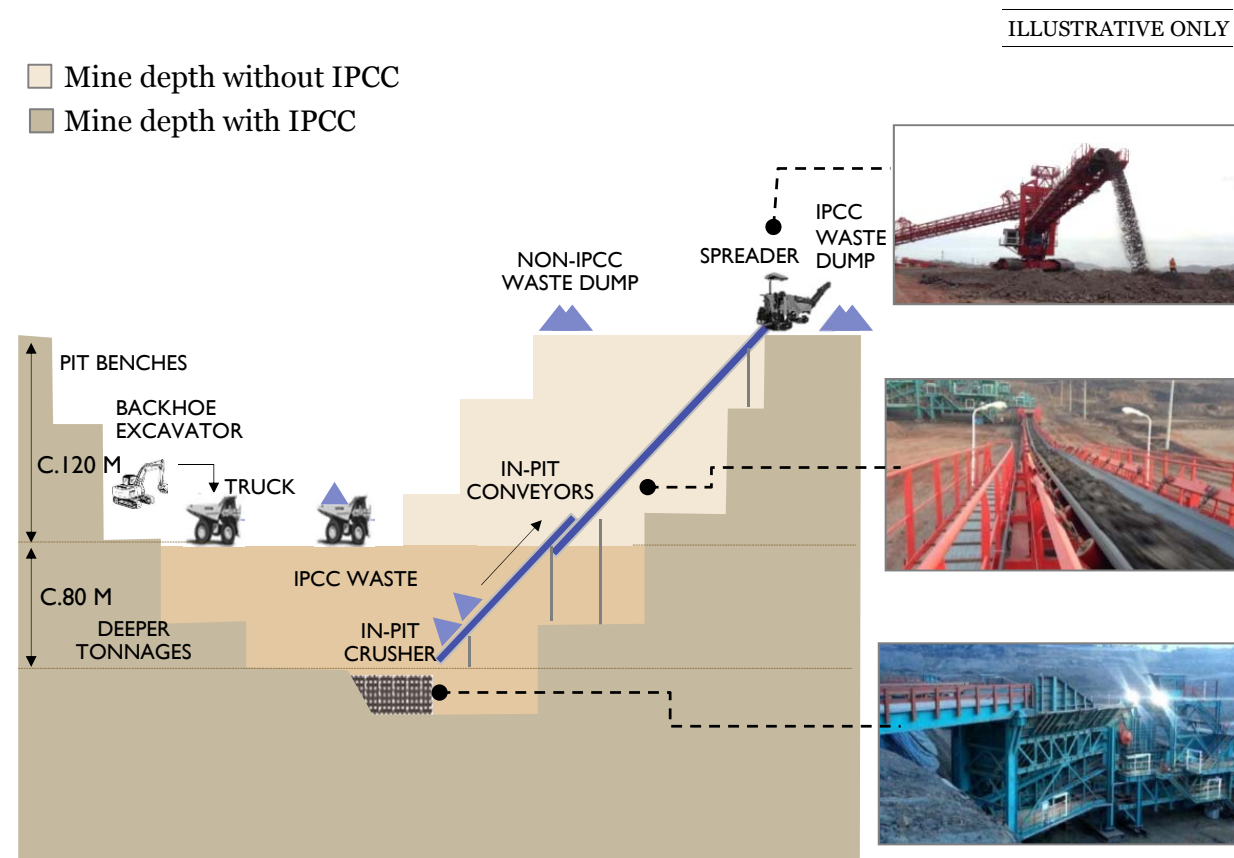 ILLUSTRATIVE ONLY
Mine depth without IPCC
Mine depth with IPCC
IPCC
WASTE
DUMP
SPREADER
NON-IPCC
WASTE DUMP
PIT BENCHES
BACKHOE
EXCAVATOR
C.120 M
TRUCK
IN-PIT
CONVEYORS
IPCC WASTE
C.80 M
DEEPER
TONNAGES
IN-PIT
CRUSHER